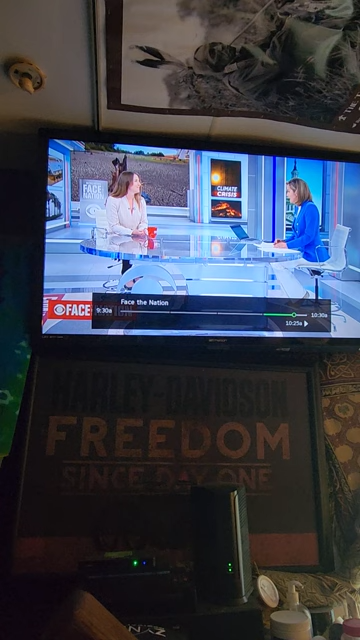 CLIMATE
CRISIS
FACE
NATION
FACE
Face the Nation
9:30a
10:30a
10:25a
HARLEY-DAVIDSON
FREEDOM
SINCE DAY ONE